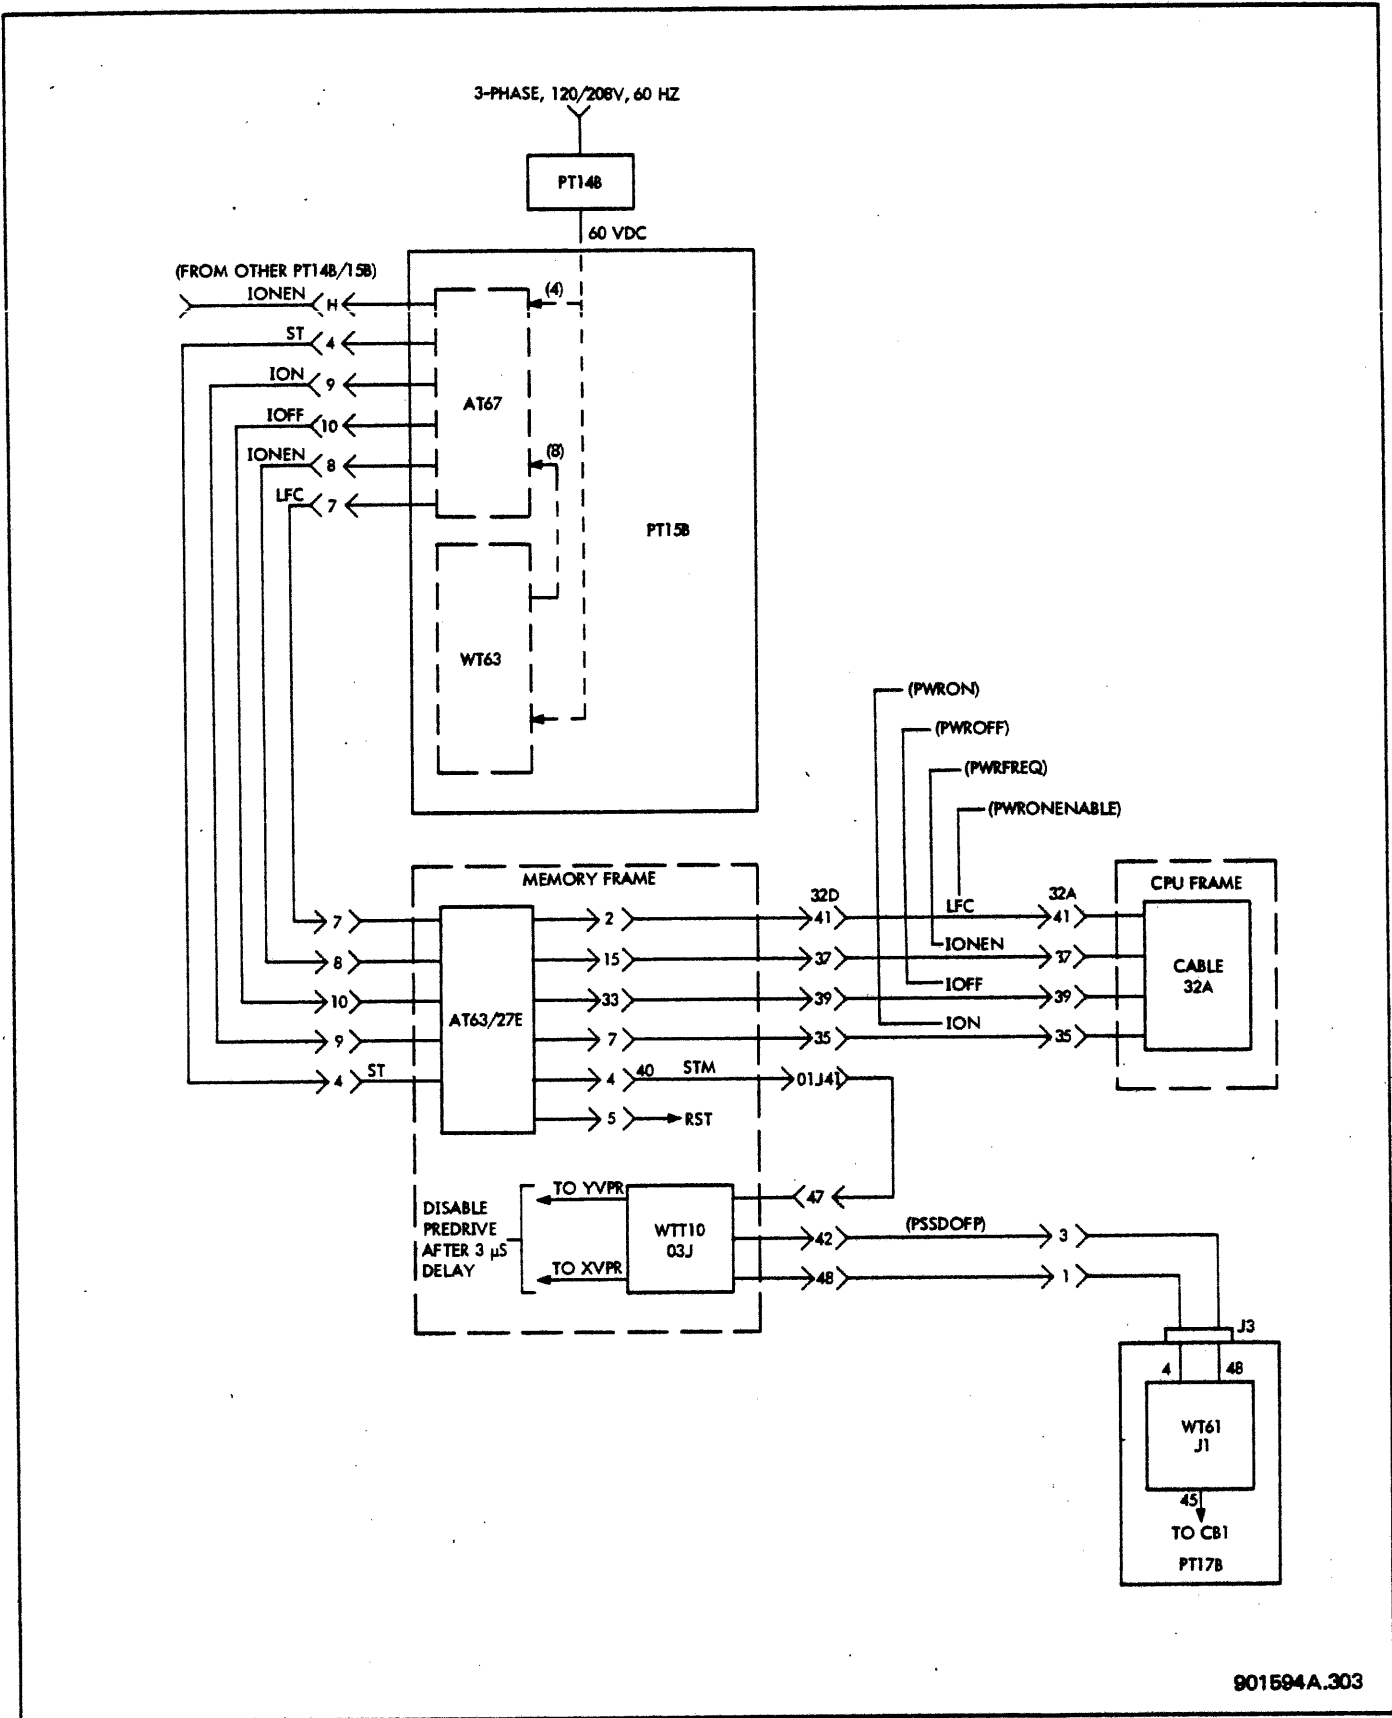 3-PHASE, 120/208V, 60 HZ
PT14B
60 VDC
(FROM OTHER PT14B/15B)
IONEN H
(4)
ST 4
ION 9
AT67
IOFF 10
IONEN 8
(8)
LFC 7
PT15B
WT63
(PWRON)
(PWROFF)
(PWRFREQ)
(PWRONENABLE)
MEMORY FRAME
CPU FRAME
32D
32A
7 2 41 LFC 41
8 15 37 IONEN 37
CABLE
32A
10 33 39 IOFF 39
AT63/27E
9 7 35 ION 35
4 ST 4 40 STM 01J41
5 RST
TO YVPR
47
DISABLE
PREDRIVE
AFTER 3 µS
DELAY
WTT10
03J
42 (PSSDOFP) 3
TO XVPR
48 1
J3
4 48
WT61
J1
45
TO CB1
PT17B
901594A.303